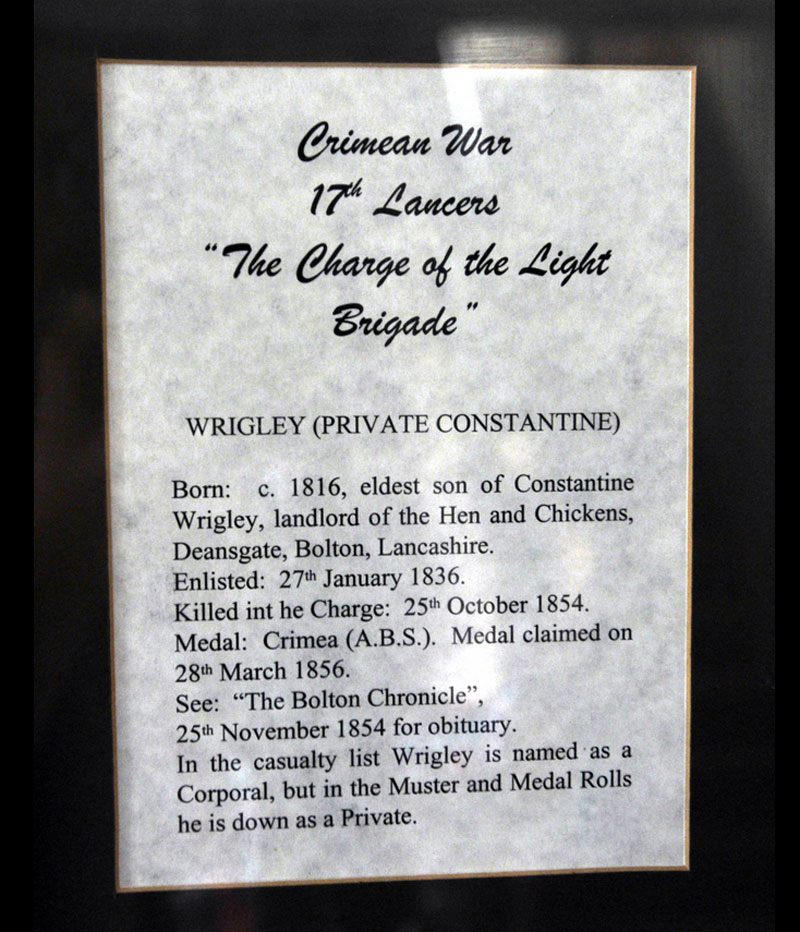 Crimean War
17th Lancers
"The Charge of the Light
Brigade"
WRIGLEY (PRIVATE CONSTANTINE)
Born: c. 1816, eldest son of Constantine
Wrigley, landlord of the Hen and Chickens,
Deansgate, Bolton, Lancashire.
Enlisted: 27th January 1836.
Killed int he Charge: 25th October 1854.
Medal: Crimea (A.B.S.). Medal claimed on
28th March 1856.
See: “The Bolton Chronicle”,
25th November 1854 for obituary.
In the casualty list Wrigley is named as a
Corporal, but in the Muster and Medal Rolls
he is down as a Private.